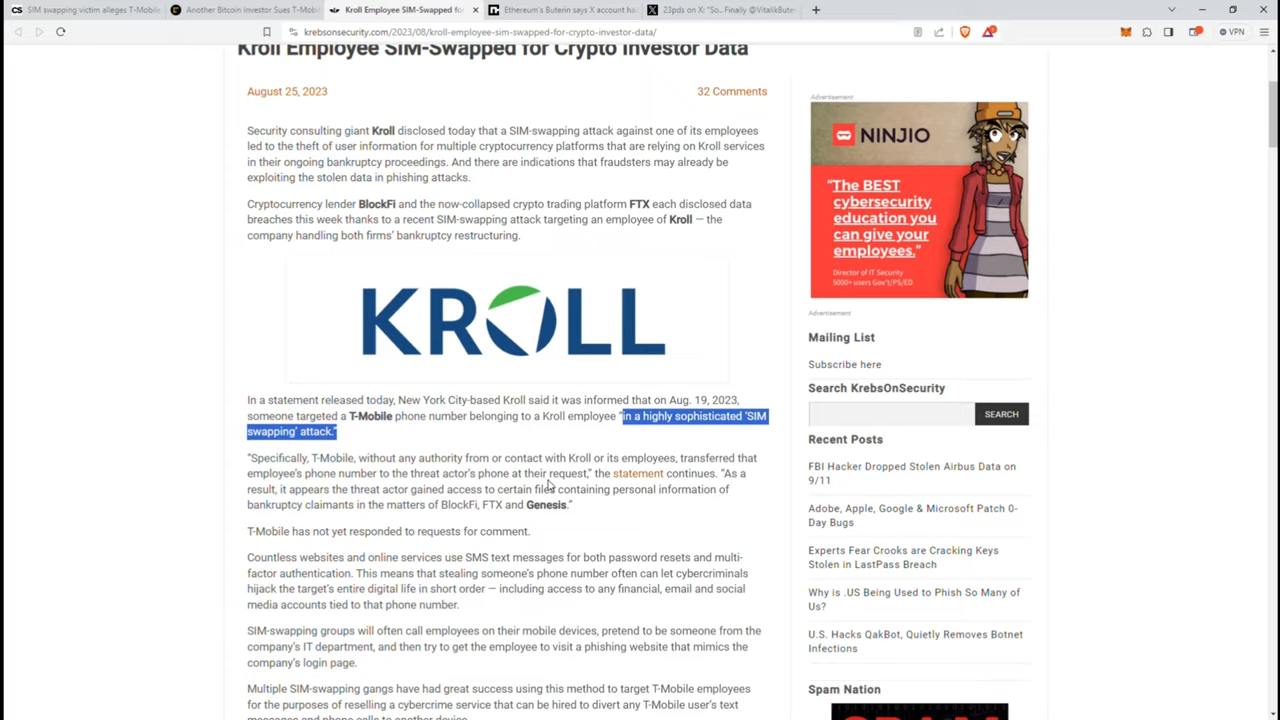 SIM swapping victim alleges T-Mobile
Another Bitcoin Investor Sues T-Mobi
Kroll Employee SIM-Swapped for
Ethereum's Buterin says X account ha
23pds on X: "So.. Finally @VitalikButer
krebsonsecurity.com/2023/08/kroll-employee-sim-swapped-for-crypto-investor-data/
VPN
Kroll Employee SIM-Swapped for Crypto Investor Data
August 25, 2023
32 Comments
Security consulting giant Kroll disclosed today that a SIM-swapping attack against one of its employees
led to the theft of user information for multiple cryptocurrency platforms that are relying on Kroll services
in their ongoing bankruptcy proceedings. And there are indications that fraudsters may already be
exploiting the stolen data in phishing attacks.
Cryptocurrency lender BlockFi and the now-collapsed crypto trading platform FTX each disclosed data
breaches this week thanks to a recent SIM-swapping attack targeting an employee of Kroll — the
company handling both firms' bankruptcy restructuring.
KROLL
In a statement released today, New York City-based Kroll said it was informed that on Aug. 19, 2023,
someone targeted a T-Mobile phone number belonging to a Kroll employee "in a highly sophisticated 'SIM
swapping' attack."
"Specifically, T-Mobile, without any authority from or contact with Kroll or its employees, transferred that
employee's phone number to the threat actor's phone at their request," the statement continues. "As a
result, it appears the threat actor gained access to certain files containing personal information of
bankruptcy claimants in the matters of BlockFi, FTX and Genesis."
T-Mobile has not yet responded to requests for comment.
Countless websites and online services use SMS text messages for both password resets and multi-
factor authentication. This means that stealing someone's phone number often can let cybercriminals
hijack the target's entire digital life in short order — including access to any financial, email and social
media accounts tied to that phone number.
SIM-swapping groups will often call employees on their mobile devices, pretend to be someone from the
company's IT department, and then try to get the employee to visit a phishing website that mimics the
company's login page.
Multiple SIM-swapping gangs have had great success using this method to target T-Mobile employees
for the purposes of reselling a cybercrime service that can be hired to divert any T-Mobile user's text
messages and phone calls to another device.
Advertisement
NINJIO
"The BEST
cybersecurity
education you
can give your
employees."
Director of IT Security
5000+ users Gov't/PS/ED
Advertisement
Mailing List
Subscribe here
Search KrebsOnSecurity
SEARCH
Recent Posts
FBI Hacker Dropped Stolen Airbus Data on
9/11
Adobe, Apple, Google & Microsoft Patch 0-
Day Bugs
Experts Fear Crooks are Cracking Keys
Stolen in LastPass Breach
Why is .US Being Used to Phish So Many of
Us?
U.S. Hacks QakBot, Quietly Removes Botnet
Infections
Spam Nation